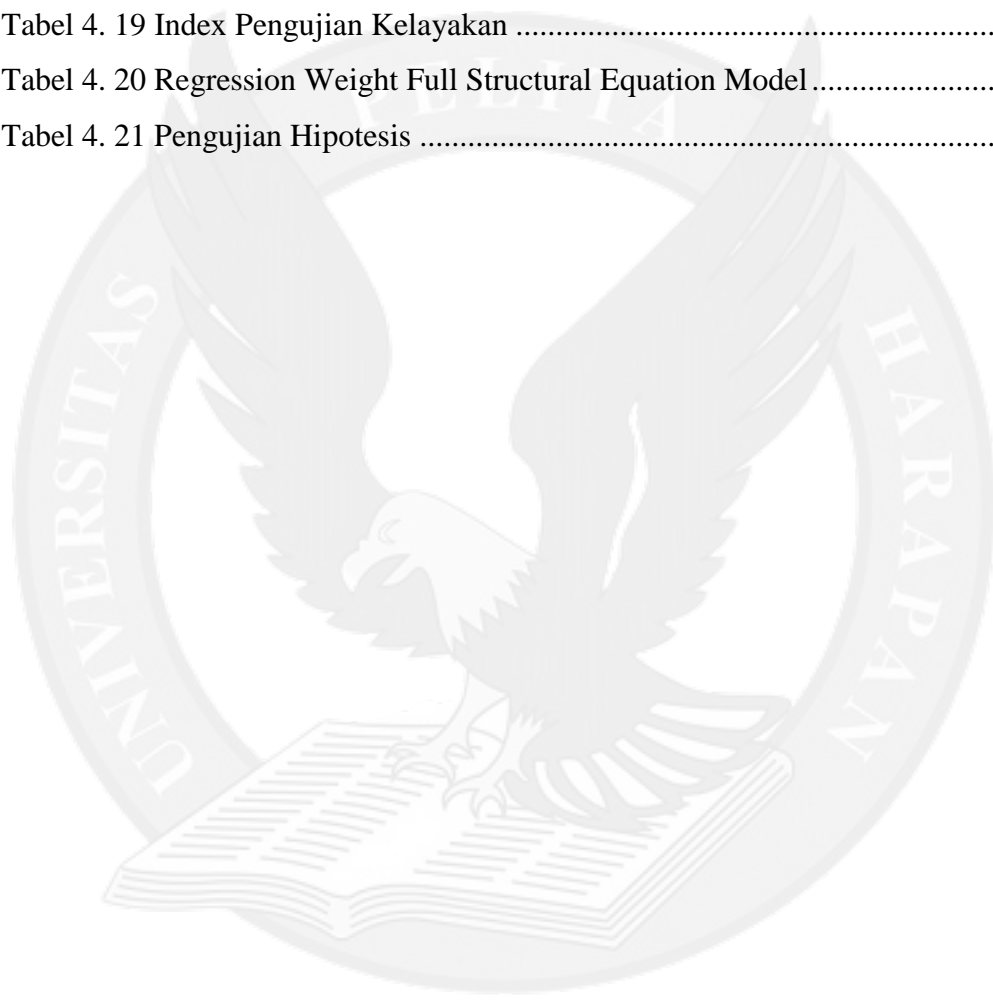 Tabel 4. 19 Index Pengujian Kelayakan ........................................................................................................
Tabel 4. 20 Regression Weight Full Structural Equation Model .......................................
Tabel 4. 21 Pengujian Hipotesis ..............................................................................................
UNIVERSITAS
PELITA
HARAPAN